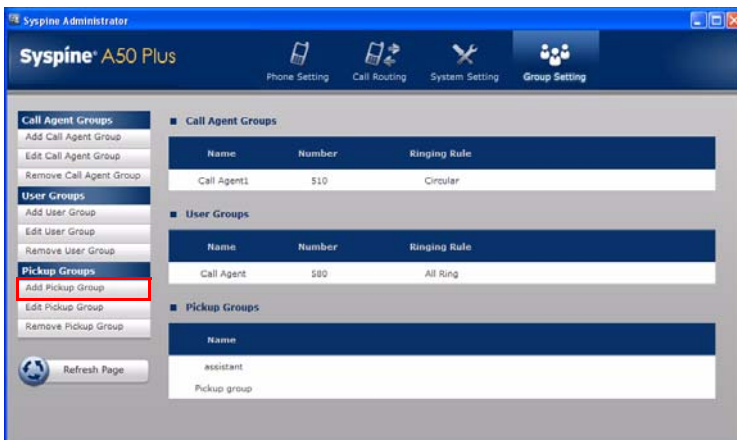 Syspine Administrator
Syspine® A50 Plus
Phone Setting
Call Routing
System Setting
Group Setting
Call Agent Groups
Add Call Agent Group
Edit Call Agent Group
Remove Call Agent Group
User Groups
Add User Group
Edit User Group
Remove User Group
Pickup Groups
Add Pickup Group
Edit Pickup Group
Remove Pickup Group
Refresh Page
Call Agent Groups
Name Number Ringing Rule
Call Agent1 510 Circular
User Groups
Name Number Ringing Rule
Call Agent 580 All Ring
Pickup Groups
Name
assistant
Pickup group